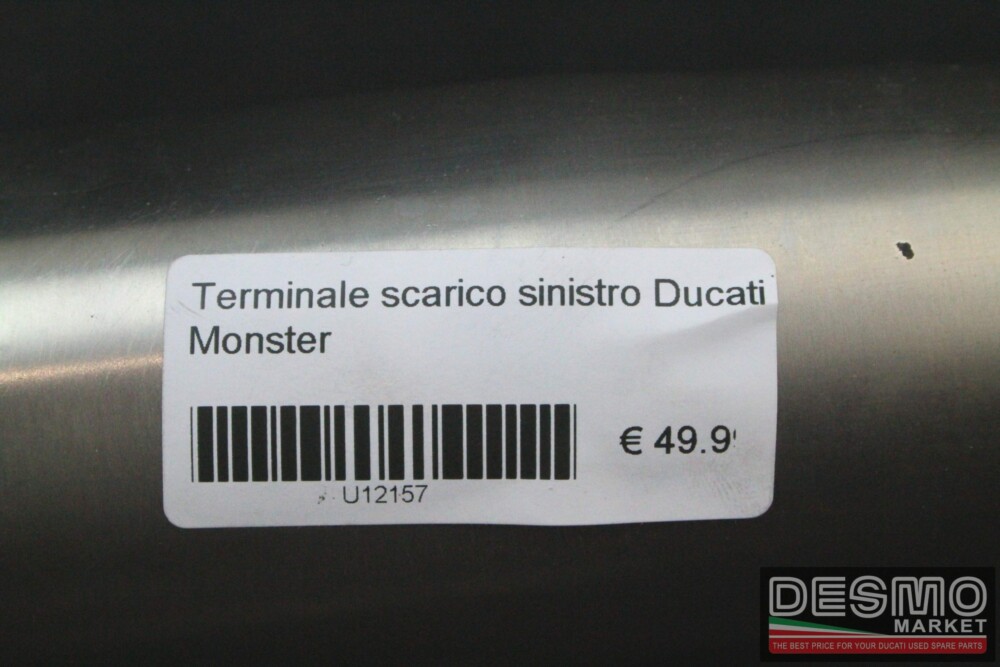 Terminale scarico sinistro Ducati
Monster
€ 49.9
U12157
DESMO
MARKET
THE BEST PRICE FOR YOUR DUCATI USED SPARE PARTS